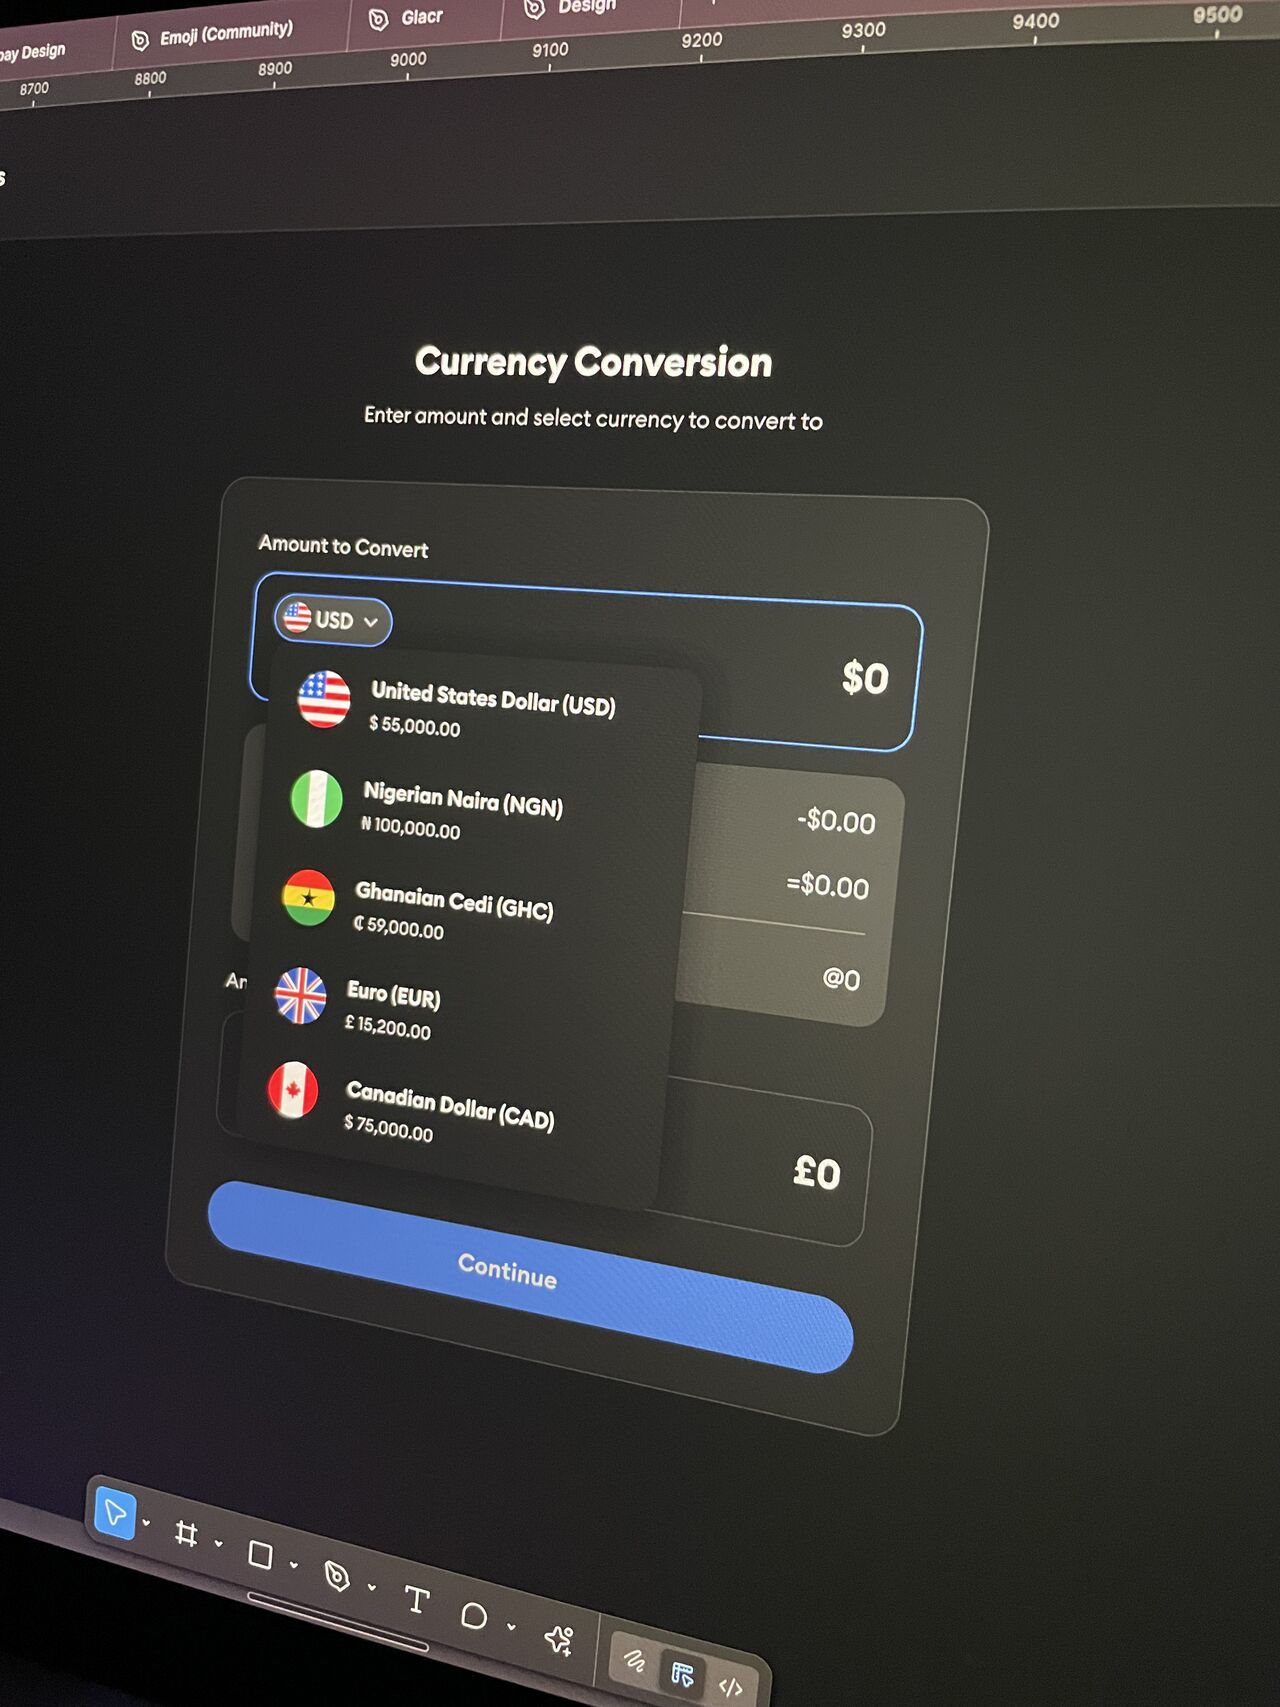 pay Design
Emoji (Community)
Glacr
Design
8700
8800
8900
9000
9100
9200
9300
9400
9500
s
Currency Conversion
Enter amount and select currency to convert to
Amount to Convert
USD
$0
United States Dollar (USD)
$ 55,000.00
Nigerian Naira (NGN)
₦ 100,000.00
-$0.00
Ghanaian Cedi (GHC)
₵ 59,000.00
=$0.00
An
Euro (EUR)
£ 15,200.00
@0
Canadian Dollar (CAD)
$ 75,000.00
£0
Continue